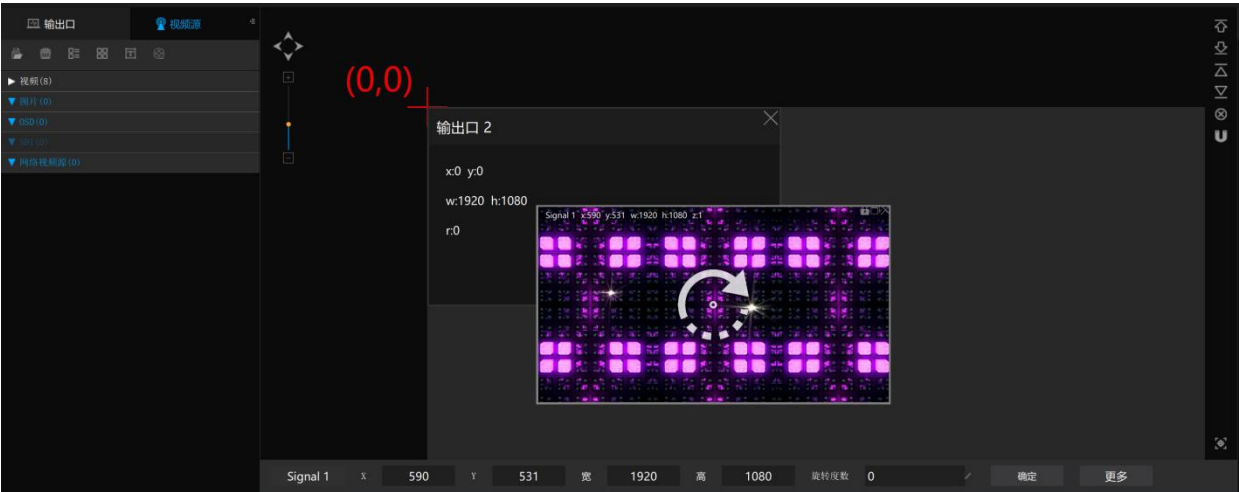 输出口
视频源
视频(8)
图片(0)
OSD(0)
SDI(0)
网络视频源(0)
(0,0)
输出口 2
x:0 y:0
w:1920 h:1080
r:0
Signal 1 x:590 y:531 w:1920 h:1080 z:1
Signal 1 X 590 Y 531 宽 1920 高 1080 旋转度数 0 确定 更多